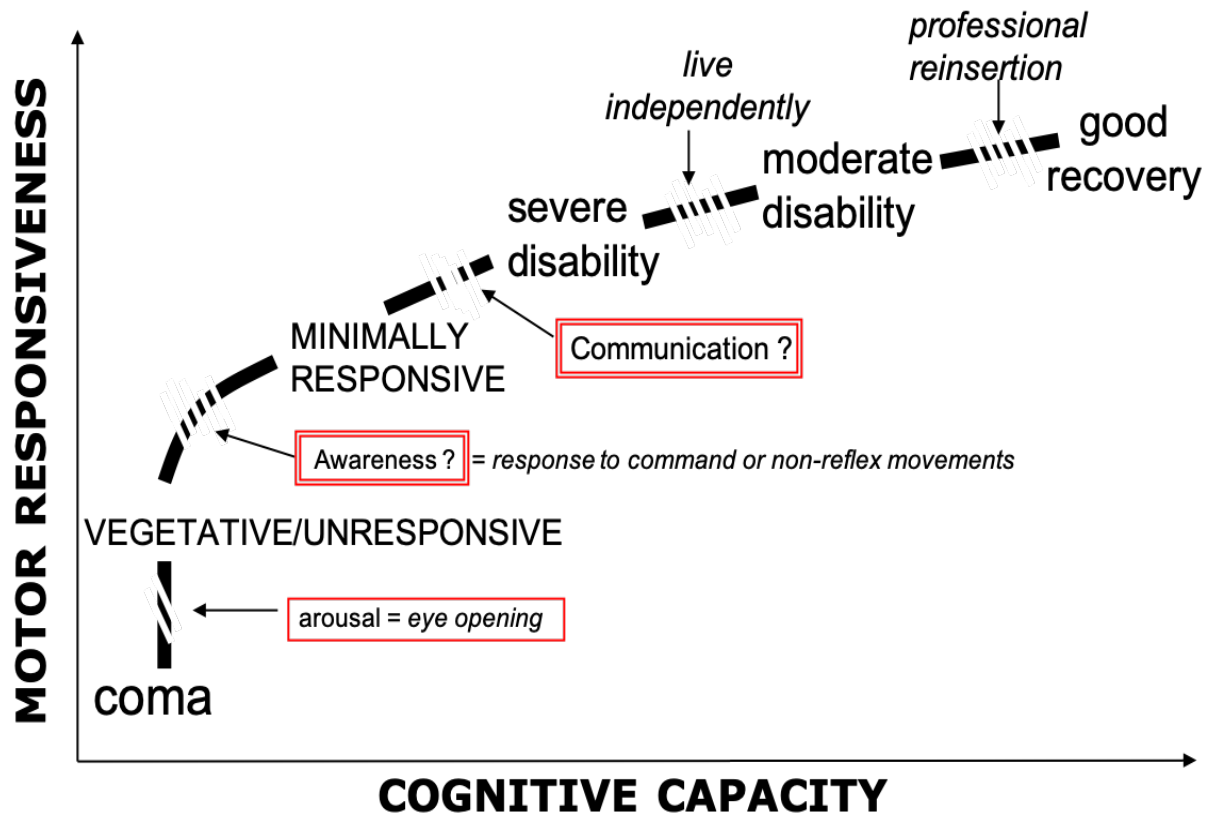 professional
reinsertion
live
independently
good
recovery
moderate
disability
severe
disability
MINIMALLY
RESPONSIVE
Communication ?
Awareness ? = response to command or non-reflex movements
VEGETATIVE/UNRESPONSIVE
arousal = eye opening
coma
MOTOR RESPONSIVENESS
COGNITIVE CAPACITY